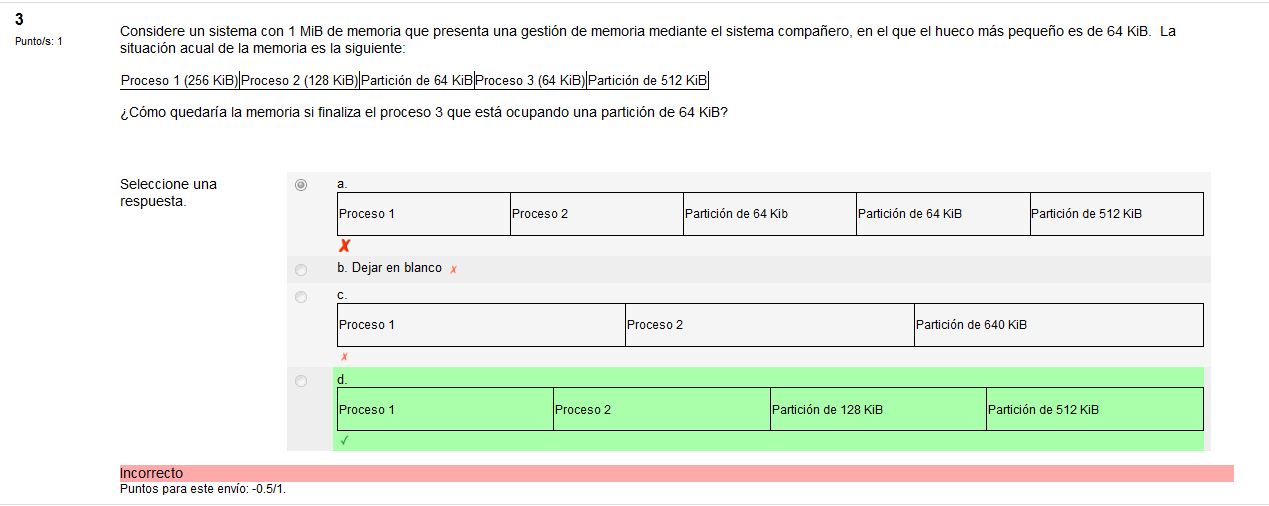 3
Punto/s: 1
Considere un sistema con 1 MiB de memoria que presenta una gestión de memoria mediante el sistema compañero, en el que el hueco más pequeño es de 64 KiB. La
situación acual de la memoria es la siguiente:
Proceso 1 (256 KiB) Proceso 2 (128 KiB) Partición de 64 KiB Proceso 3 (64 KiB) Partición de 512 KiB
¿Cómo quedaría la memoria si finaliza el proceso 3 que está ocupando una partición de 64 KiB?
Seleccione una
respuesta.
a.
Proceso 1 Proceso 2 Partición de 64 Kib Partición de 64 KiB Partición de 512 KiB
b. Dejar en blanco
c.
Proceso 1 Proceso 2 Partición de 640 KiB
d.
Proceso 1 Proceso 2 Partición de 128 KiB Partición de 512 KiB
Incorrecto
Puntos para este envío: -0.5/1.